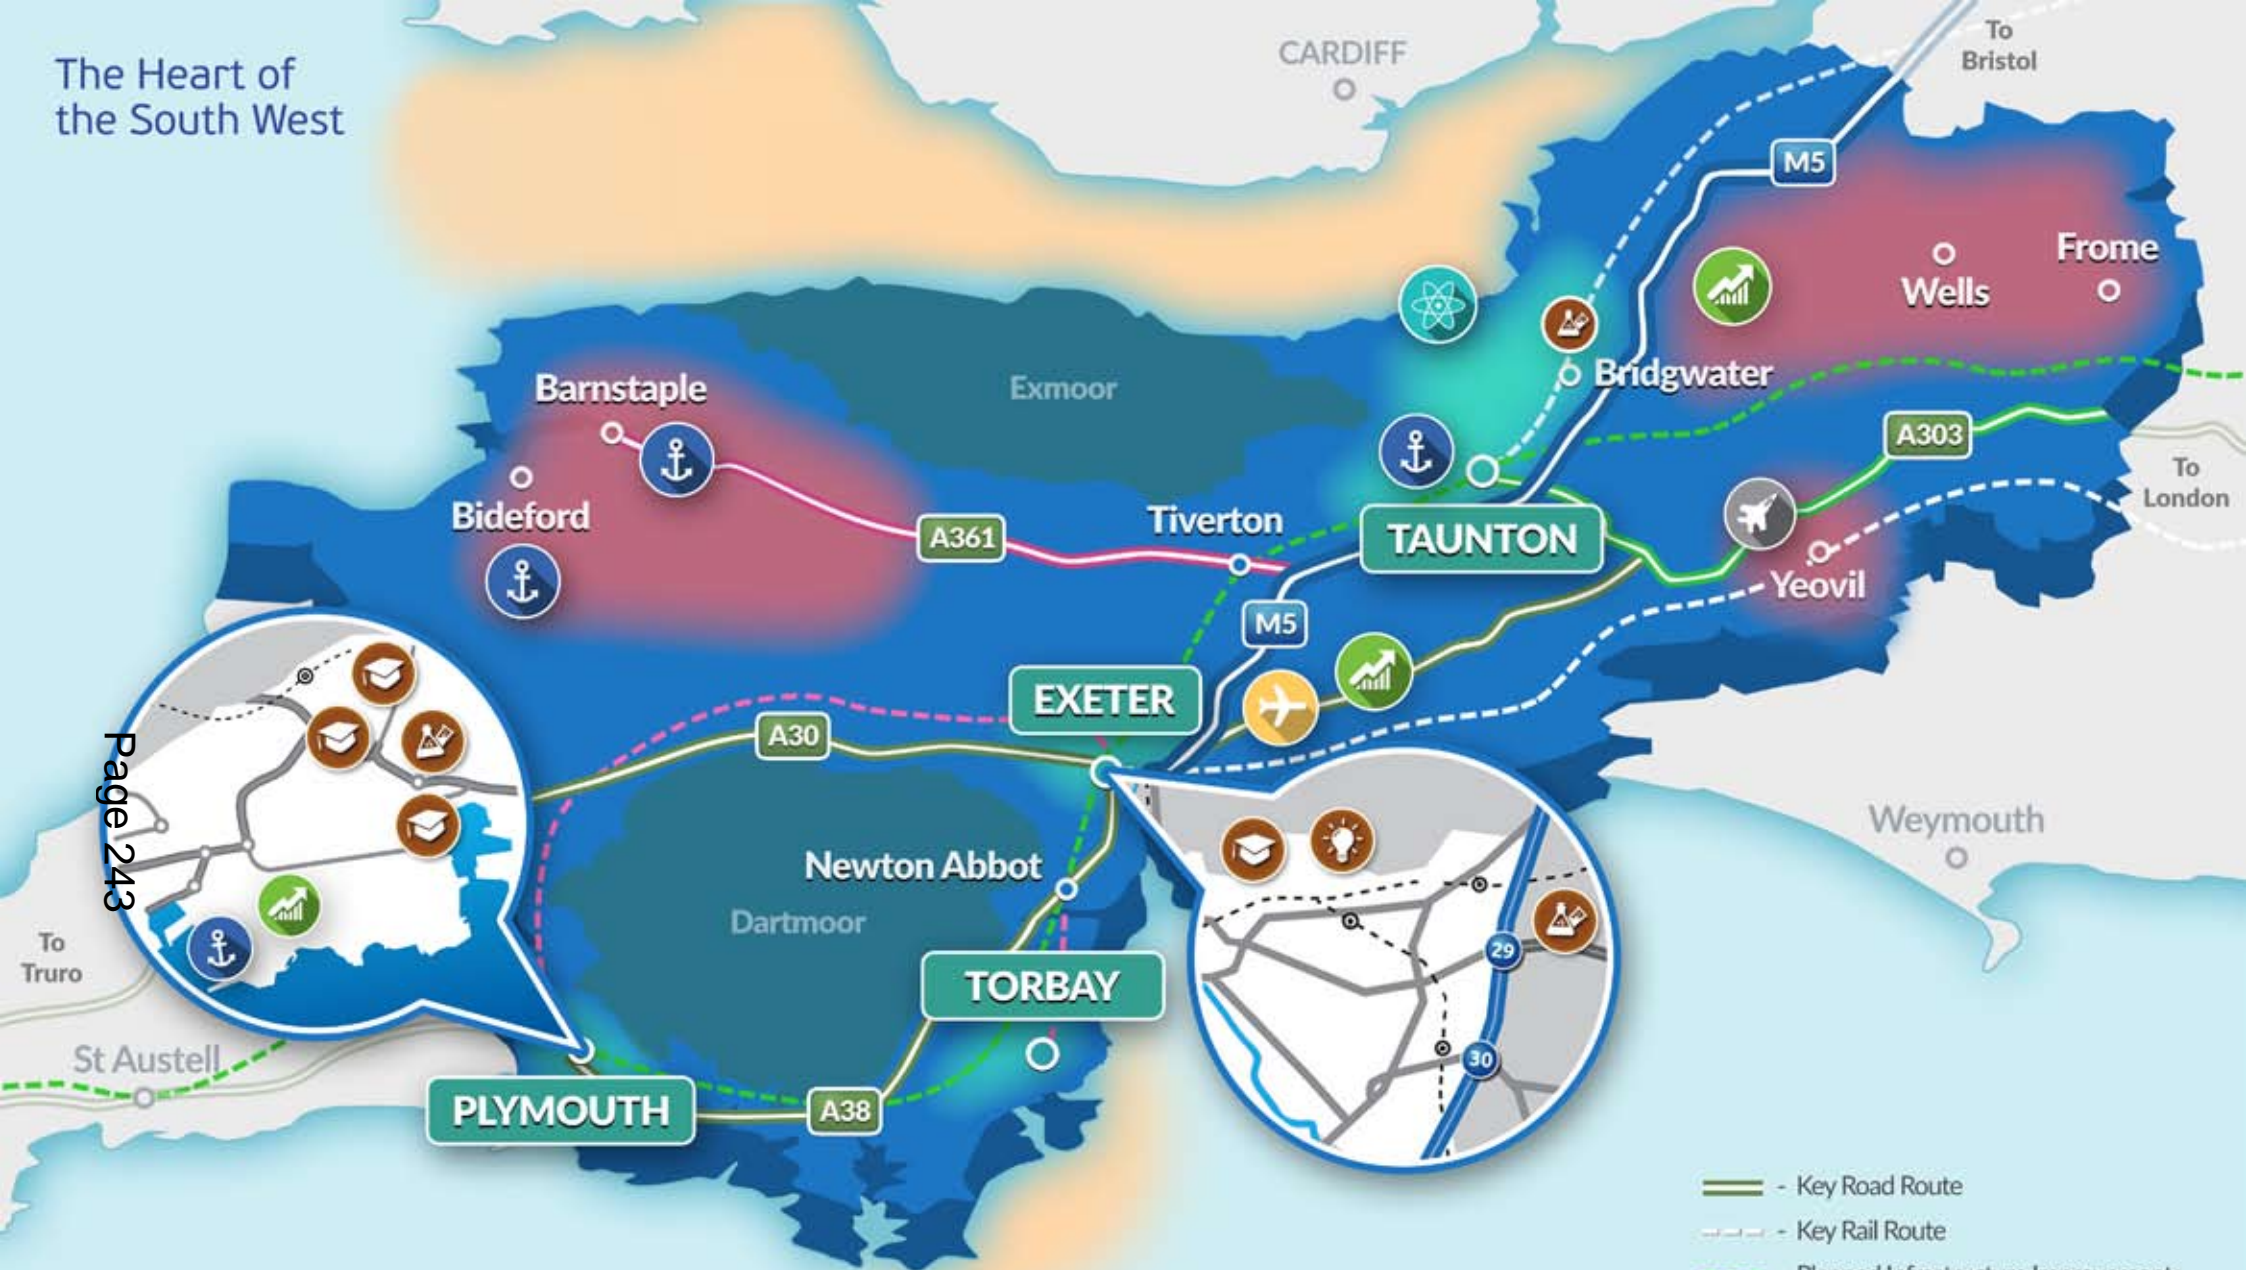 The Heart of
the South West
CARDIFF
To
Bristol
M5
Frome
Wells
Barnstaple
Exmoor
Bridgwater
A303
To
London
Bideford
A361
Tiverton
TAUNTON
Yeovil
M5
EXETER
A30
Page 243
Newton Abbot
Weymouth
Dartmoor
29
To
Truro
TORBAY
St Austell
30
PLYMOUTH
A38
- Key Road Route
- Key Rail Route